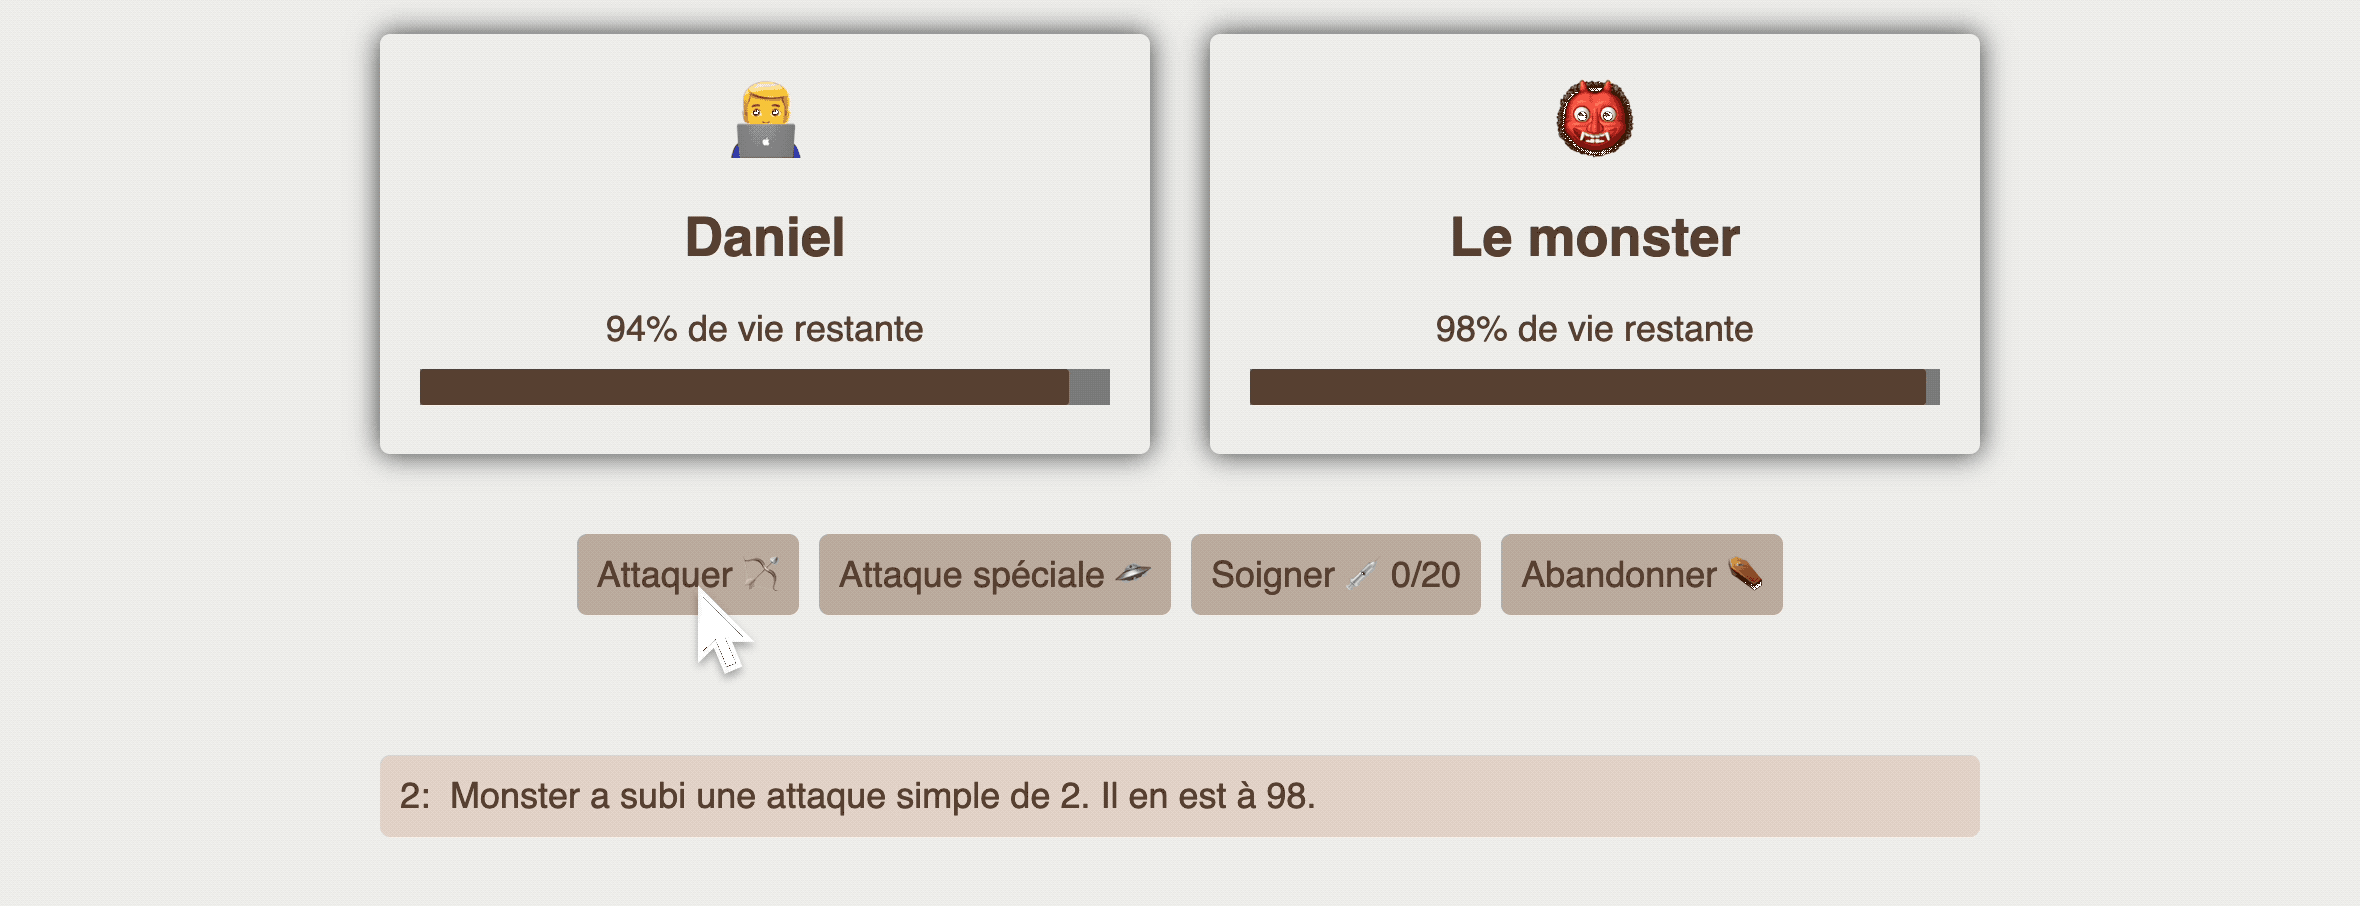 Daniel
94% de vie restante
Le monster
98% de vie restante
Attaquer 🏹
Attaque spéciale 🛸
Soigner 💉 0/20
Abandonner ⚰️
2: Monster a subi une attaque simple de 2. Il en est à 98.